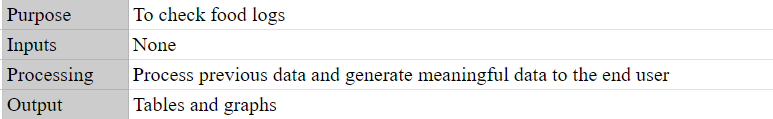 Purpose To check food logs
Inputs None
Processing Process previous data and generate meaningful data to the end user
Output Tables and graphs